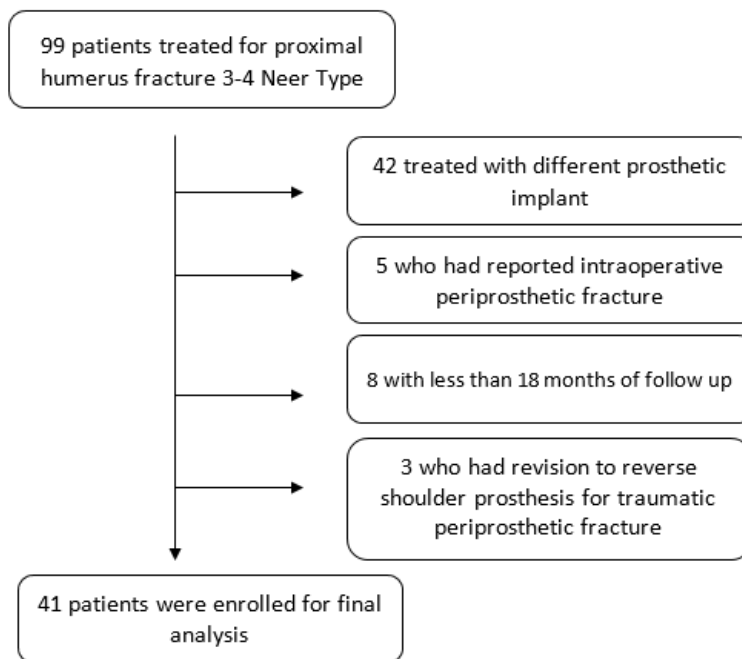 99 patients treated for proximal
humerus fracture 3-4 Neer Type
42 treated with different prosthetic
implant
5 who had reported intraoperative
periprosthetic fracture
8 with less than 18 months of follow up
3 who had revision to reverse
shoulder prosthesis for traumatic
periprosthetic fracture
41 patients were enrolled for final
analysis